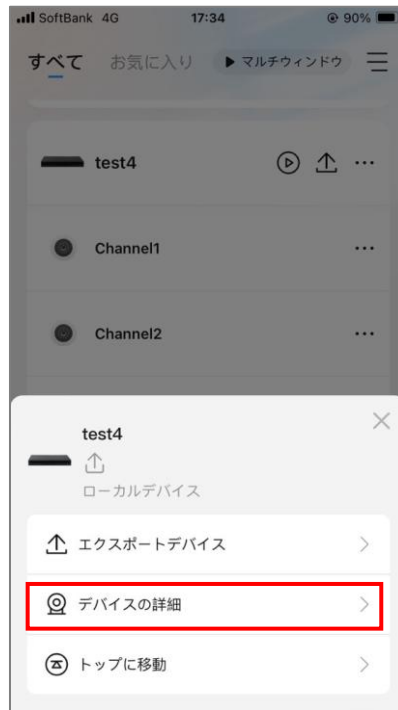 SoftBank 4G 17:34 90%
すべて お気に入り マルチウィンドウ
test4
Channel1
Channel2
test4
ローカルデバイス
エクスポートデバイス
デバイスの詳細
トップに移動